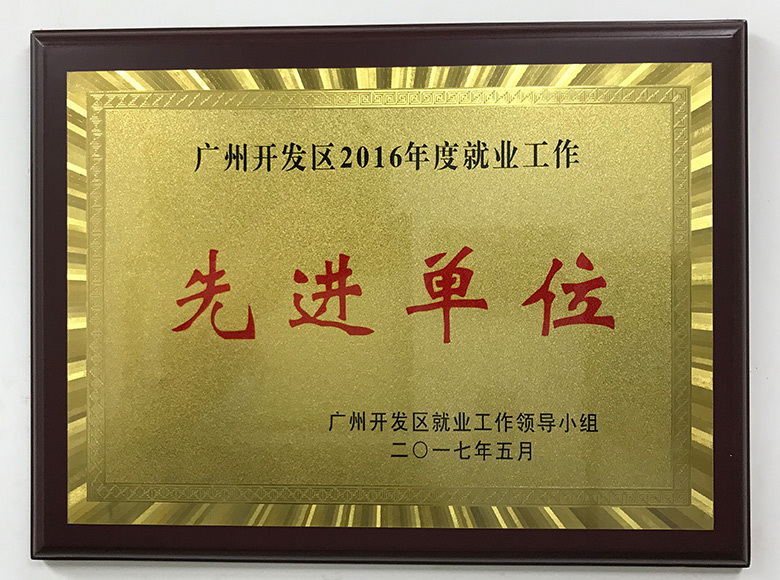 广州开发区2016年度就业工作
先进单位
广州开发区就业工作领导小组
二〇一七年五月